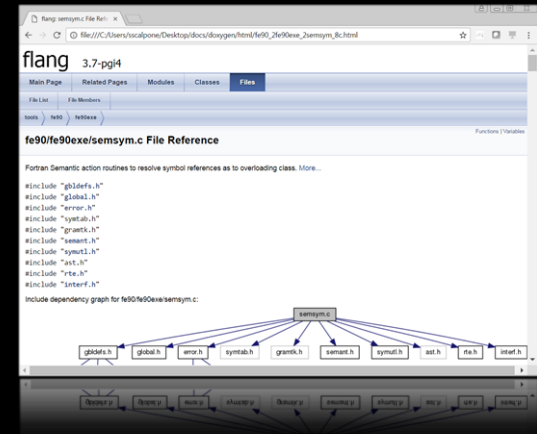 flang: semsym.c File Refe
file:///C:/Users/sscalpone/Desktop/docs/doxygen/html/fe90_2fe90exe_2semsym_8c.html
flang 3.7-pgi4
Main Page Related Pages Modules Classes Files
File List File Members
tools fe90 fe90exe
Functions | Variables
fe90/fe90exe/semsym.c File Reference
Fortran Semantic action routines to resolve symbol references as to overloading class. More...
#include "gbldefs.h"
#include "global.h"
#include "error.h"
#include "symtab.h"
#include "gramtk.h"
#include "semant.h"
#include "symutl.h"
#include "ast.h"
#include "rte.h"
#include "interf.h"
Include dependency graph for fe90/fe90exe/semsym.c:
semsym.c
gbldefs.h global.h error.h symtab.h gramtk.h semant.h symutl.h ast.h rte.h interf.h